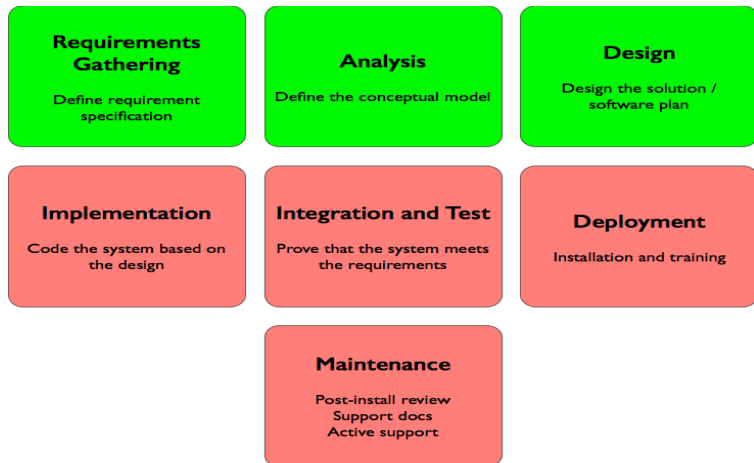 Requirements
Gathering
Define requirement
specification
Analysis
Define the conceptual model
Design
Design the solution /
software plan
Implementation
Code the system based on
the design
Integration and Test
Prove that the system meets
the requirements
Deployment
Installation and training
Maintenance
Post-install review
Support docs
Active support